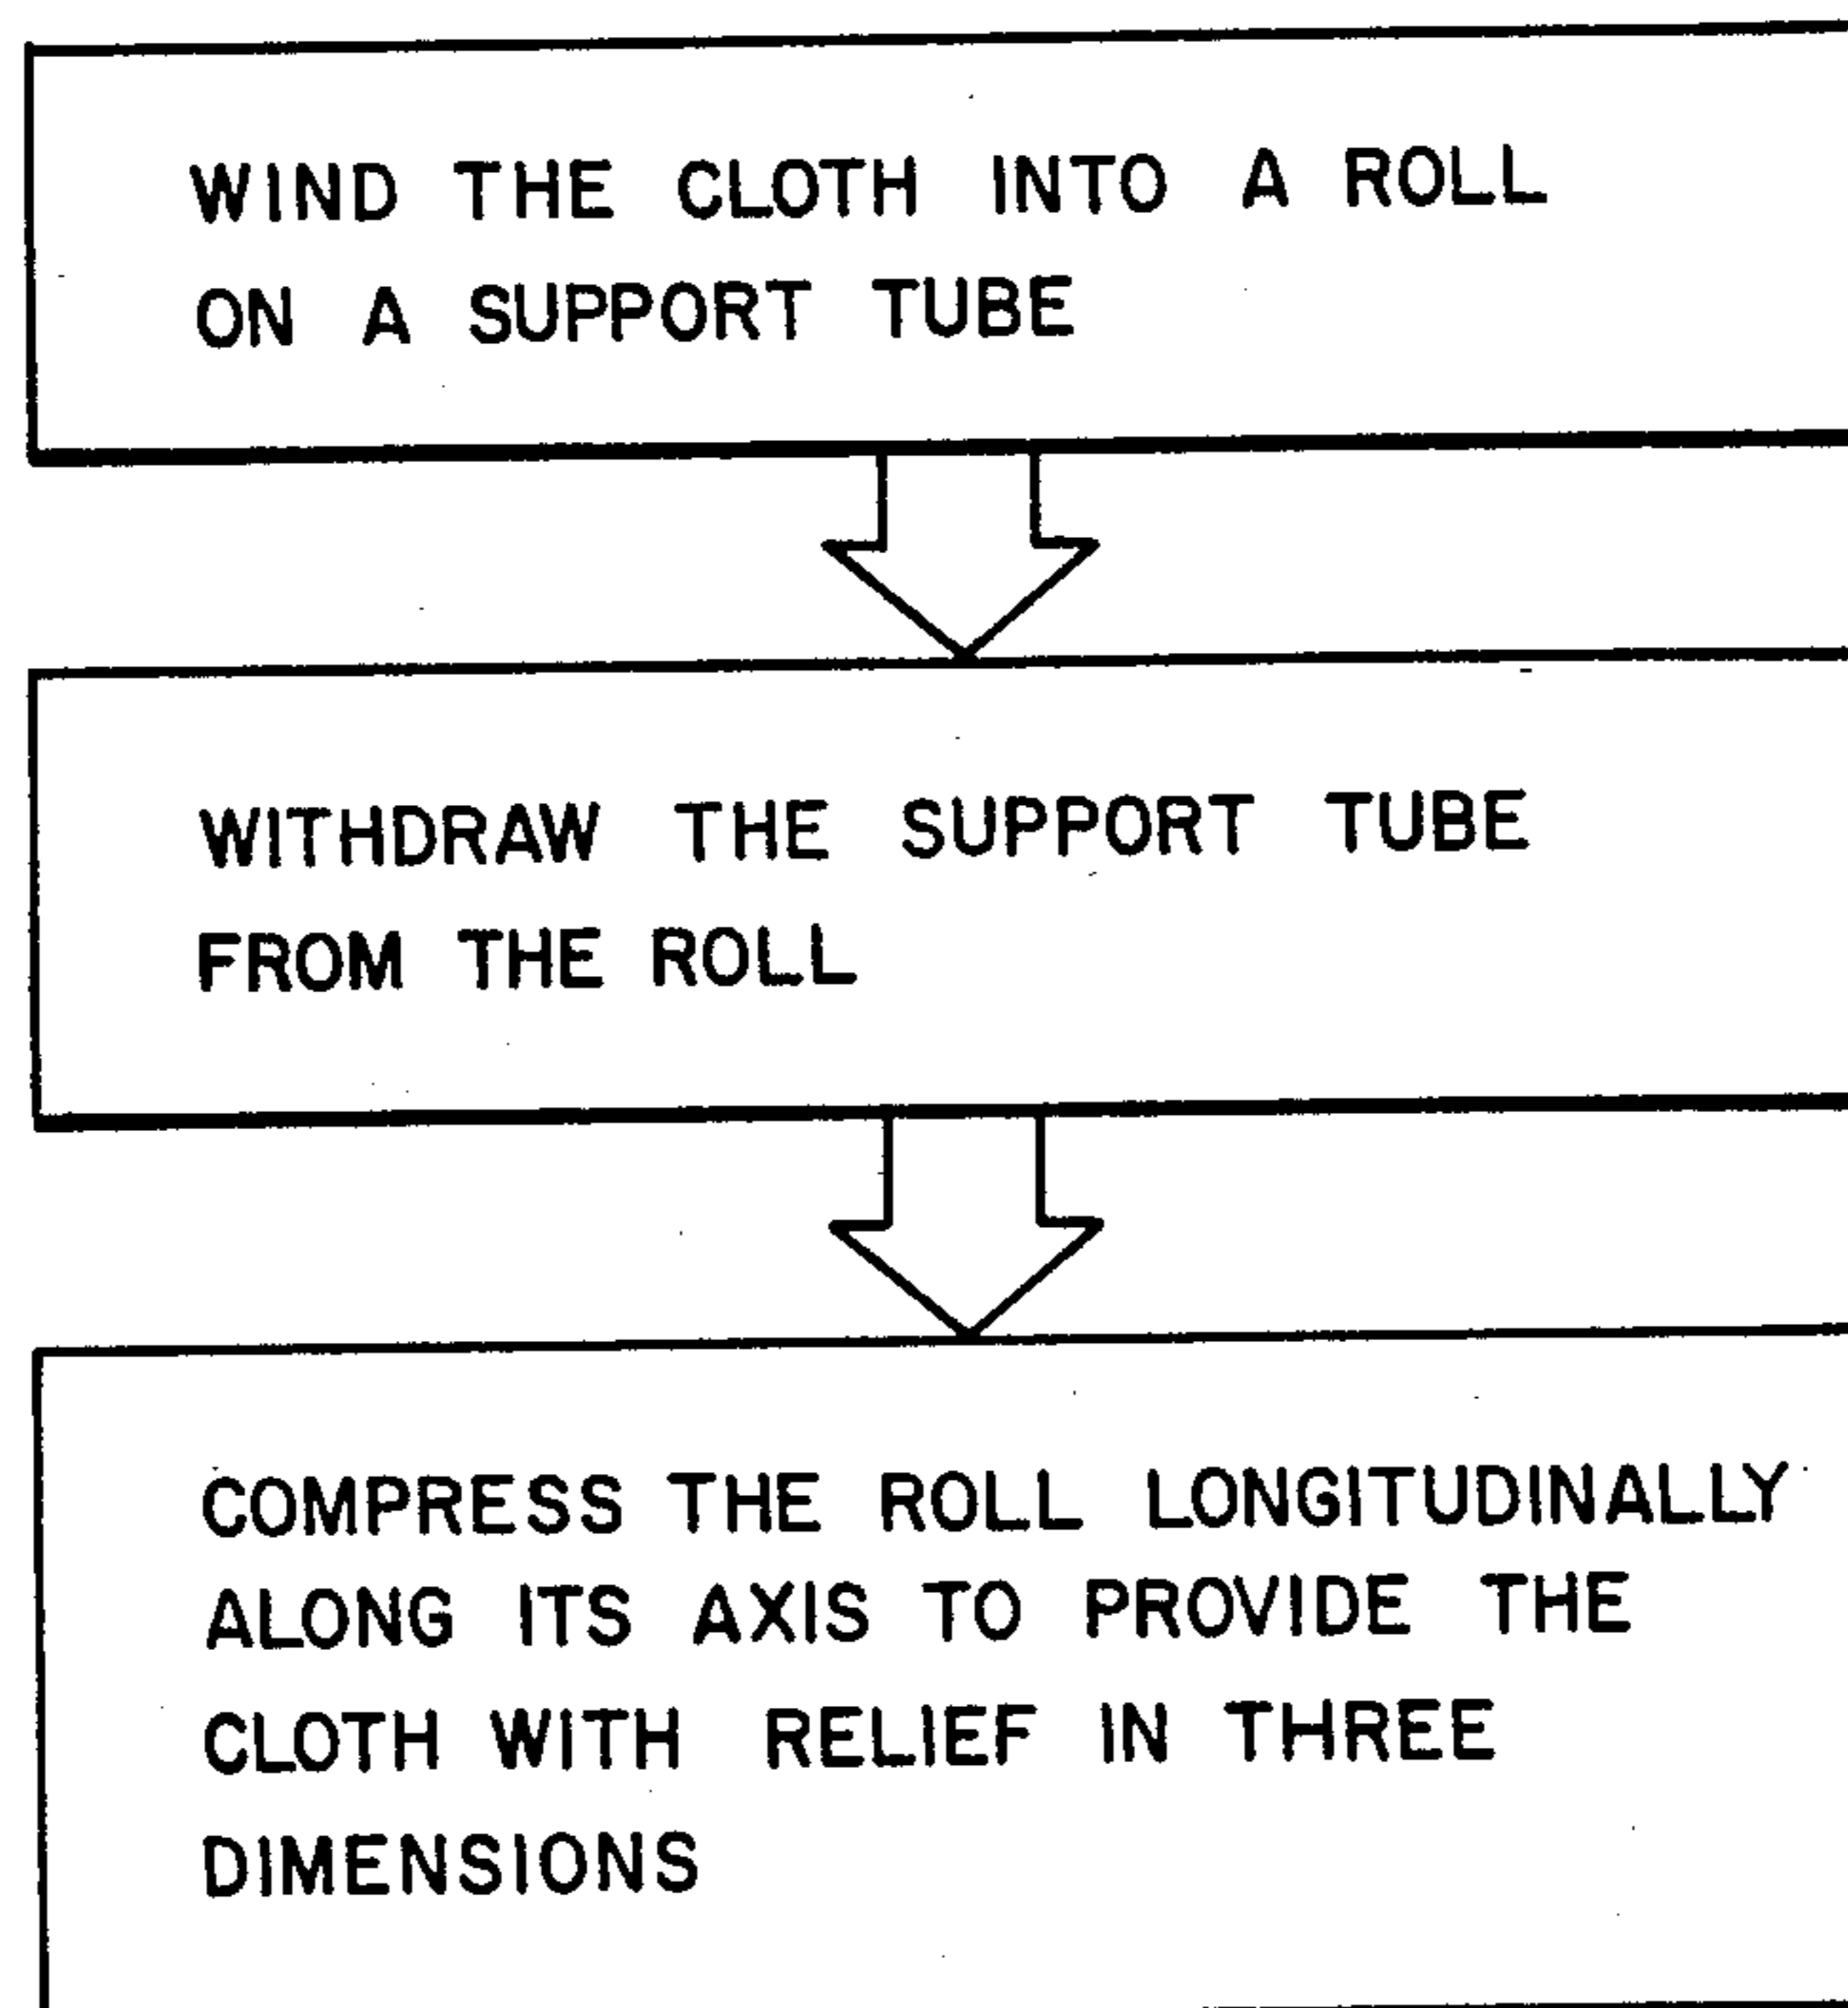 WIND THE CLOTH INTO A ROLL
ON A SUPPORT TUBE
WITHDRAW THE SUPPORT TUBE
FROM THE ROLL
COMPRESS THE ROLL LONGITUDINALLY
ALONG ITS AXIS TO PROVIDE THE
CLOTH WITH RELIEF IN THREE
DIMENSIONS